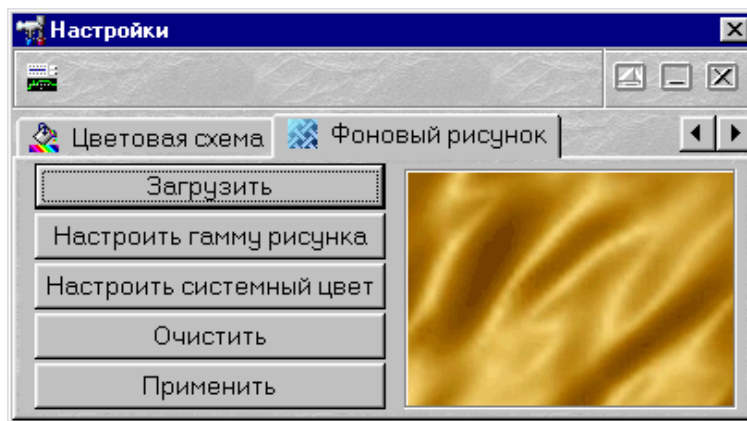 Настройки
Цветовая схема
Фоновый рисунок
Загрузить
Настроить гамму рисунка
Настроить системный цвет
Очистить
Применить